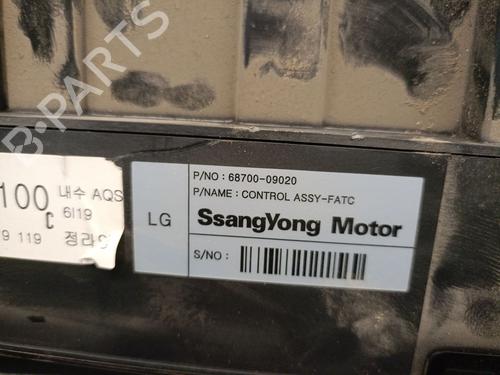 B-PARTS
P/NO : 68700-09020
P/NAME : CONTROL ASSY-FATC
LG
SsangYong Motor
S/NO :
100 내수 AQS
C 6I19
9 119 정라